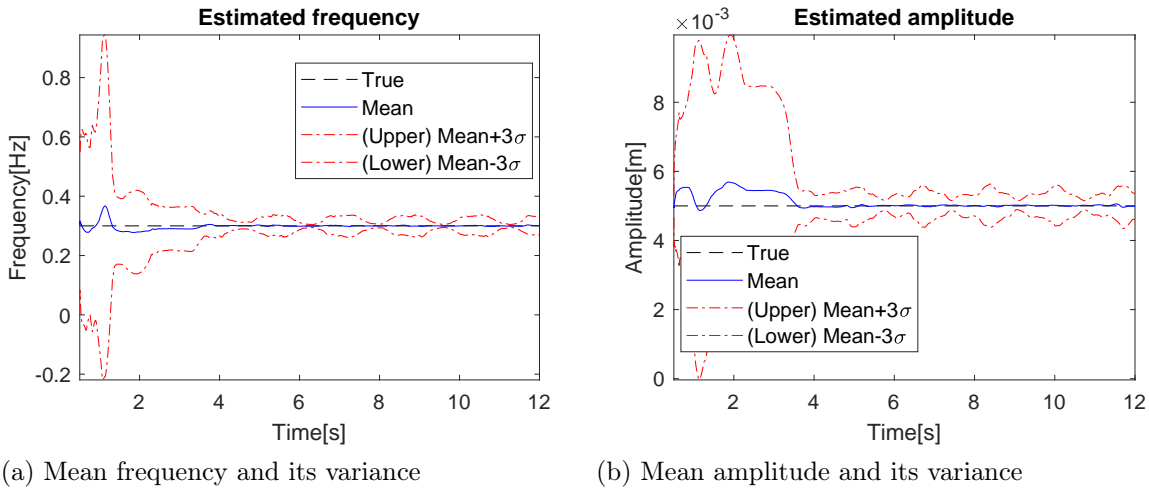 Estimated frequency
0.8
0.6
0.4
0.2
0
-0.2
Frequency[Hz]
True
Mean
(Upper) Mean+3σ
(Lower) Mean-3σ
2 4 6 8 10 12
Time[s]
(a) Mean frequency and its variance
×10⁻³ Estimated amplitude
8
6
4
2
0
Amplitude[m]
True
Mean
(Upper) Mean+3σ
(Lower) Mean-3σ
2 4 6 8 10 12
Time[s]
(b) Mean amplitude and its variance